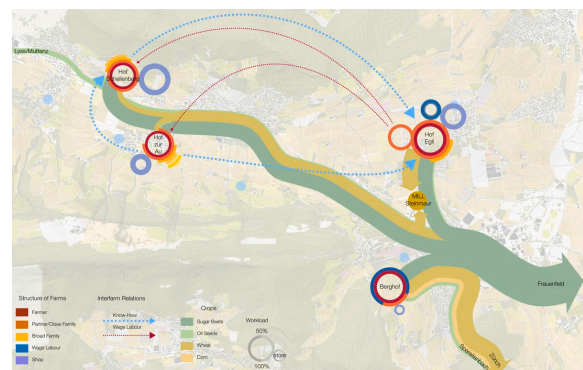 Lyss/Muttenz
Hof
Schallenberg
Hof
zur
Au
Hof
Egli
MILL
Steinmaur
Berghof
Frauenfeld
Zürich
Spreitenbach
Structure of Farms
Farmer
Partner/Close Family
Broad Family
Wage Labour
Shop
Interfarm Relations
Know-How
Wage Labour
Crops
Sugar Beets
Oil Seeds
Wheat
Corn
Workload
50%
store
100%